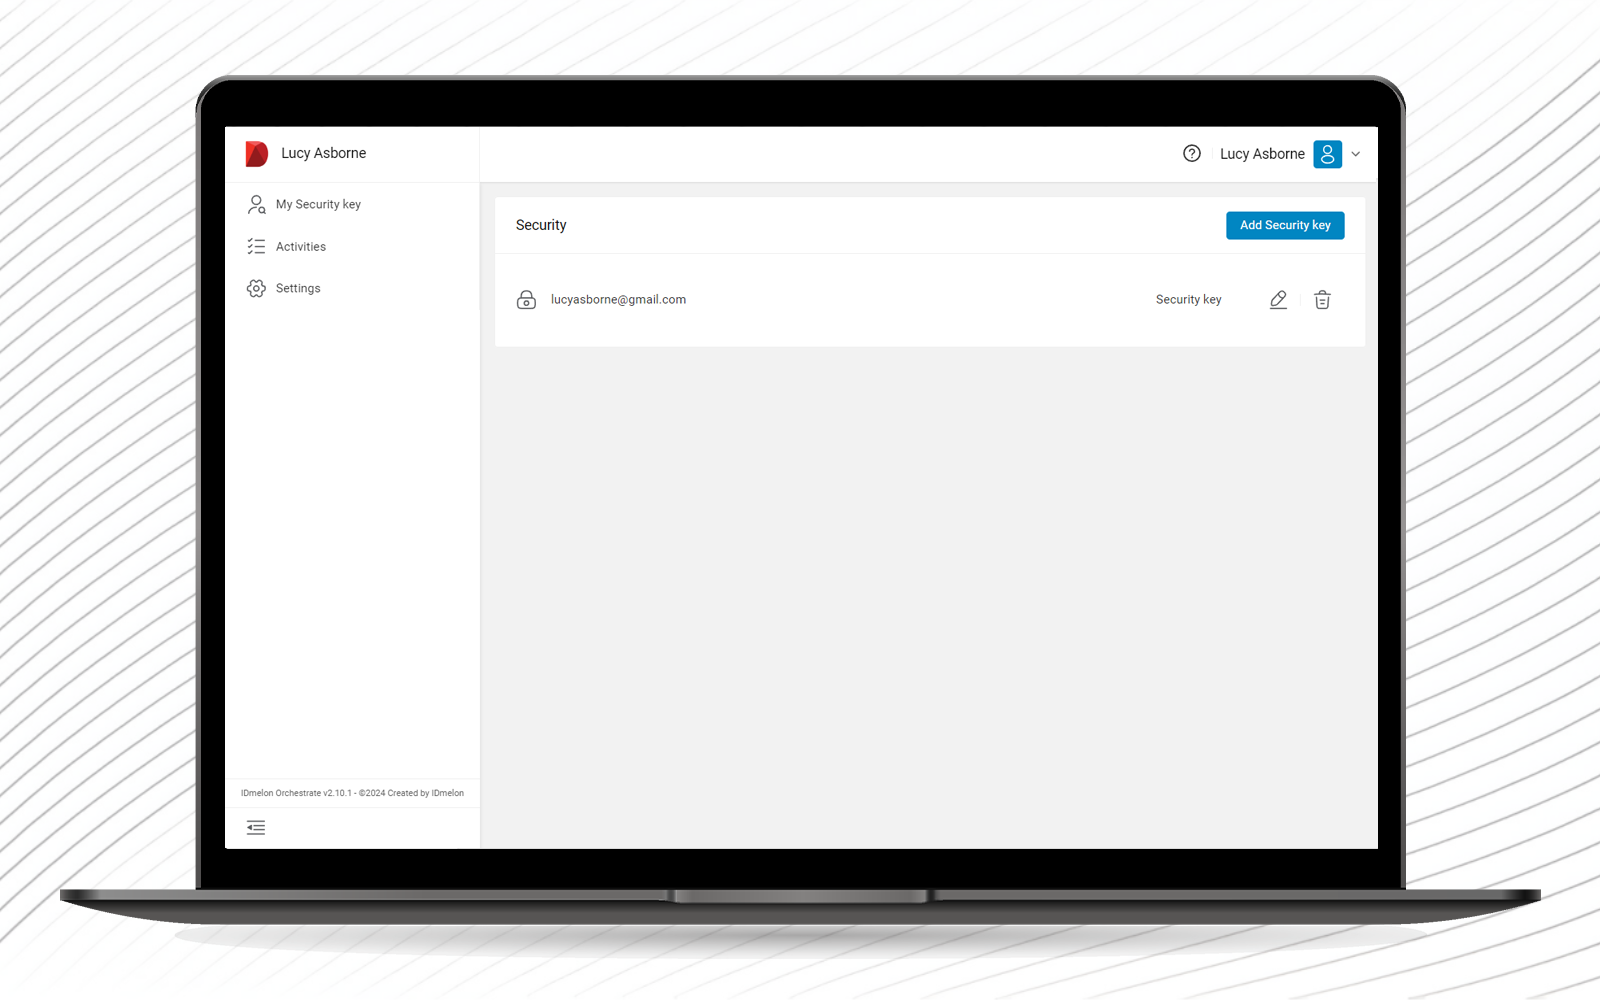 Lucy Asborne
Lucy Asborne
My Security key
Activities
Settings
Security
Add Security key
lucyasborne@gmail.com
Security key
IDmelon Orchestrate v2.10.1 - ©2024 Created by IDmelon